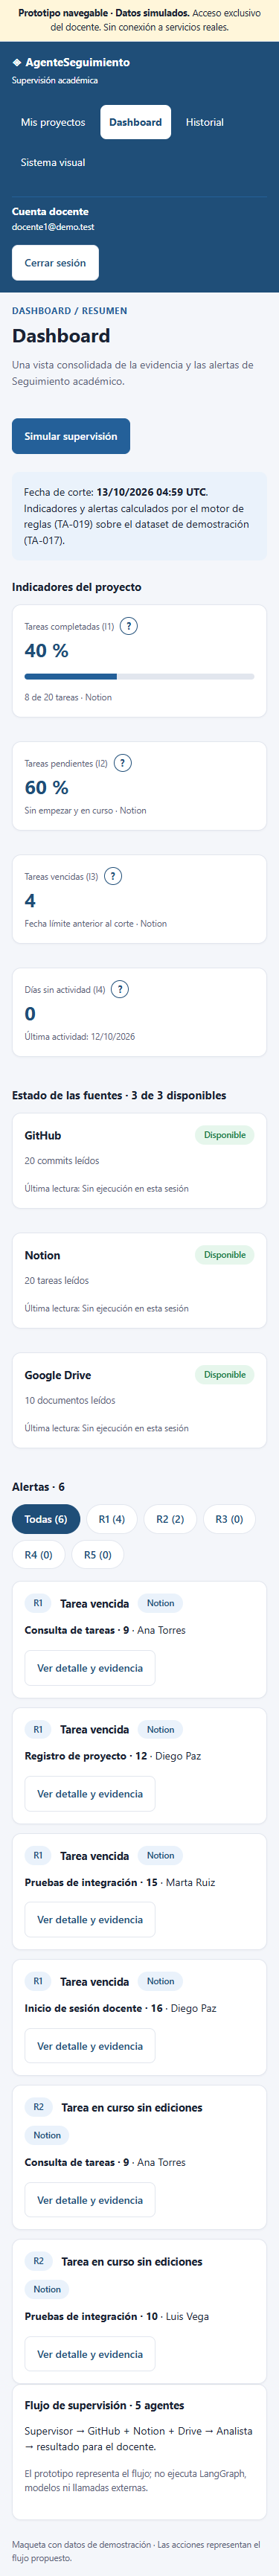 Prototipo navegable · Datos simulados. Acceso exclusivo
del docente. Sin conexión a servicios reales.
❖ AgenteSeguimiento
Supervisión académica
Mis proyectos
Dashboard
Historial
Sistema visual
Cuenta docente
docente1@demo.test
Cerrar sesión
DASHBOARD / RESUMEN
Dashboard
Una vista consolidada de la evidencia y las alertas de
Seguimiento académico.
Simular supervisión
Fecha de corte: 13/10/2026 04:59 UTC.
Indicadores y alertas calculados por el motor de
reglas (TA-019) sobre el dataset de demostración
(TA-017).
Indicadores del proyecto
Tareas completadas (I1) ?
40 %
8 de 20 tareas · Notion
Tareas pendientes (I2) ?
60 %
Sin empezar y en curso · Notion
Tareas vencidas (I3) ?
4
Fecha límite anterior al corte · Notion
Días sin actividad (I4) ?
0
Última actividad: 12/10/2026
Estado de las fuentes · 3 de 3 disponibles
GitHub
Disponible
20 commits leídos
Última lectura: Sin ejecución en esta sesión
Notion
Disponible
20 tareas leídos
Última lectura: Sin ejecución en esta sesión
Google Drive
Disponible
10 documentos leídos
Última lectura: Sin ejecución en esta sesión
Alertas · 6
Todas (6)
R1 (4)
R2 (2)
R3 (0)
R4 (0)
R5 (0)
R1 Tarea vencida Notion
Consulta de tareas · 9 · Ana Torres
Ver detalle y evidencia
R1 Tarea vencida Notion
Registro de proyecto · 12 · Diego Paz
Ver detalle y evidencia
R1 Tarea vencida Notion
Pruebas de integración · 15 · Marta Ruiz
Ver detalle y evidencia
R1 Tarea vencida Notion
Inicio de sesión docente · 16 · Diego Paz
Ver detalle y evidencia
R2 Tarea en curso sin ediciones
Notion
Consulta de tareas · 9 · Ana Torres
Ver detalle y evidencia
R2 Tarea en curso sin ediciones
Notion
Pruebas de integración · 10 · Luis Vega
Ver detalle y evidencia
Flujo de supervisión · 5 agentes
Supervisor → GitHub + Notion + Drive → Analista
→ resultado para el docente.
El prototipo representa el flujo; no ejecuta LangGraph,
modelos ni llamadas externas.
Maqueta con datos de demostración · Las acciones representan el
flujo propuesto.